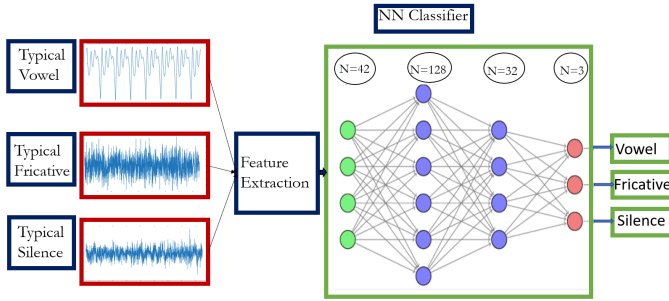 NN Classifier
Typical
Vowel
N=42
N=128
N=32
N=3
Typical
Fricative
Feature
Extraction
Vowel
Fricative
Silence
Typical
Silence